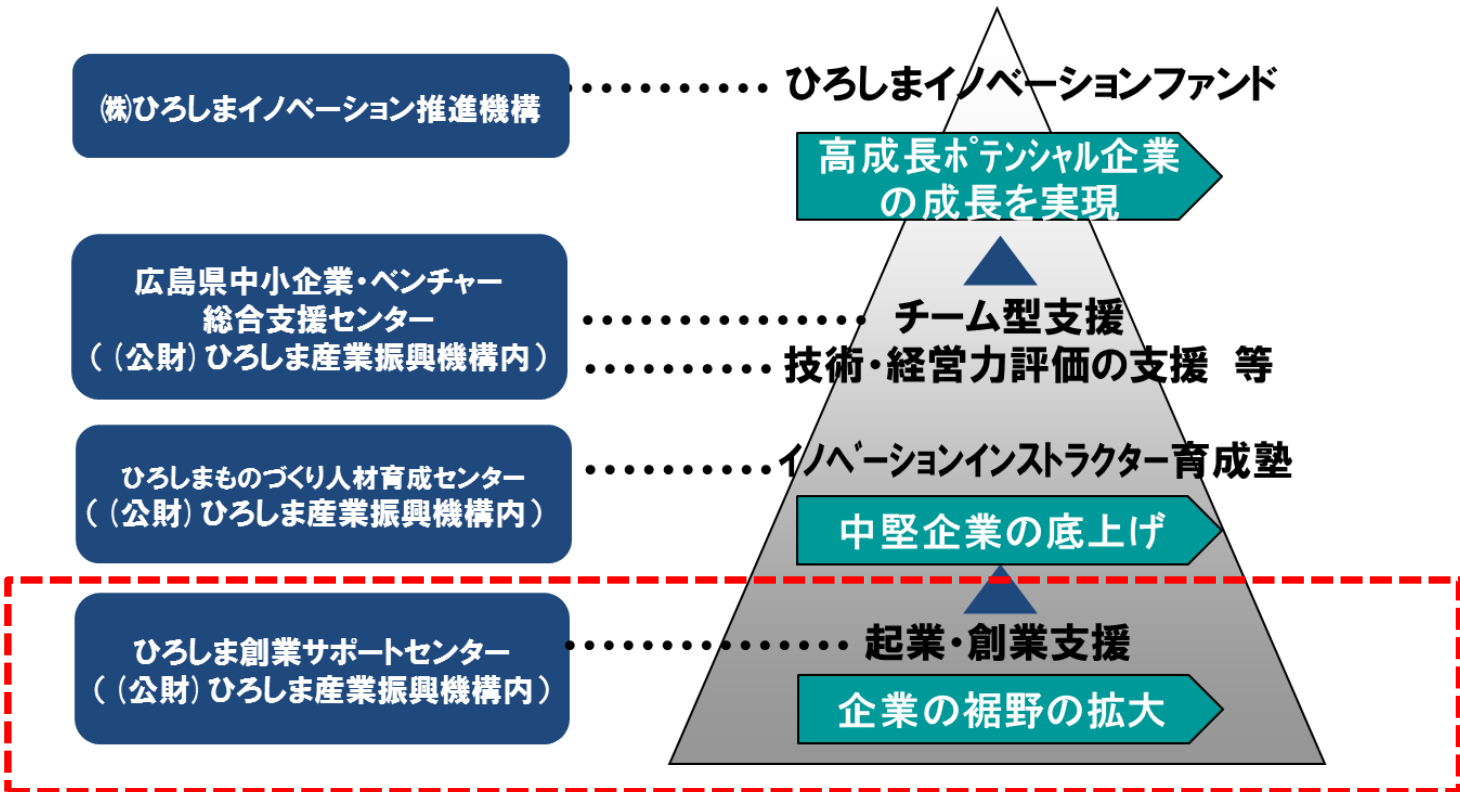 ㈱ひろしまイノベーション推進機構
ひろしまイノベーションファンド
高成長ﾎﾟﾃﾝｼｬﾙ企業
の成長を実現
広島県中小企業・ベンチャー
総合支援センター
（（公財）ひろしま産業振興機構内）
チーム型支援
技術・経営力評価の支援　等
ひろしまものづくり人材育成センター
（（公財）ひろしま産業振興機構内）
ｲﾉﾍﾞｰｼｮﾝｲﾝｽﾄﾗｸﾀｰ育成塾
中堅企業の底上げ
ひろしま創業サポートセンター
（（公財）ひろしま産業振興機構内）
起業・創業支援
企業の裾野の拡大